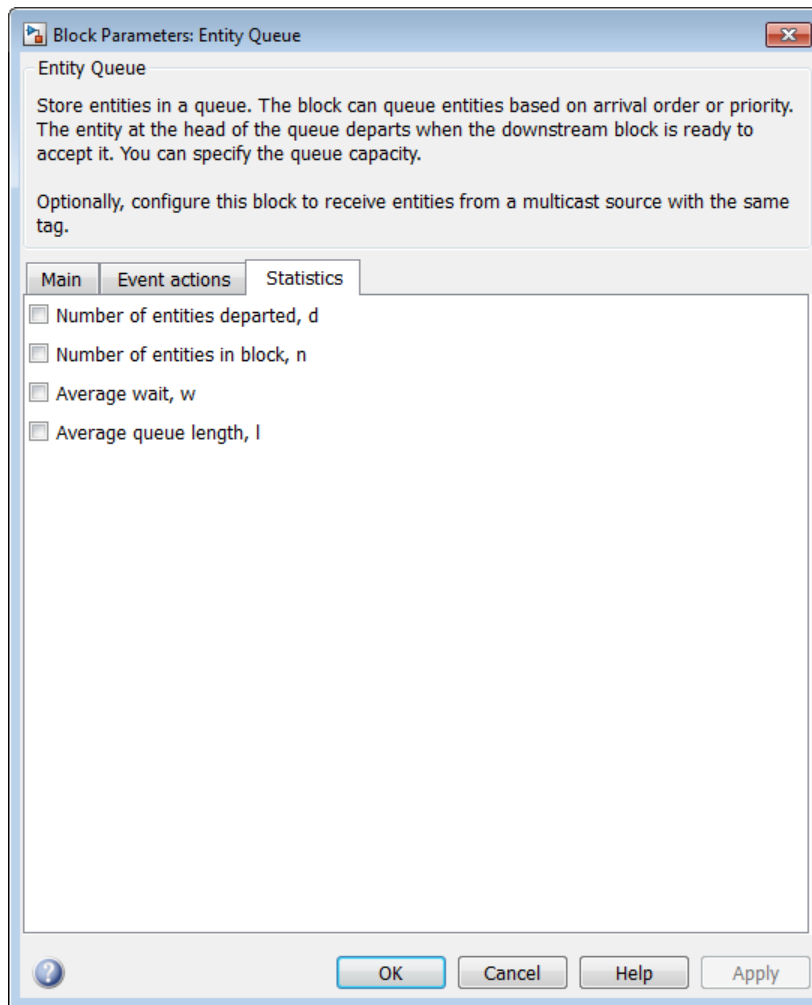 Block Parameters: Entity Queue
Entity Queue
Store entities in a queue. The block can queue entities based on arrival order or priority.
The entity at the head of the queue departs when the downstream block is ready to
accept it. You can specify the queue capacity.
Optionally, configure this block to receive entities from a multicast source with the same
tag.
Main Event actions Statistics
Number of entities departed, d
Number of entities in block, n
Average wait, w
Average queue length, l
? OK Cancel Help Apply